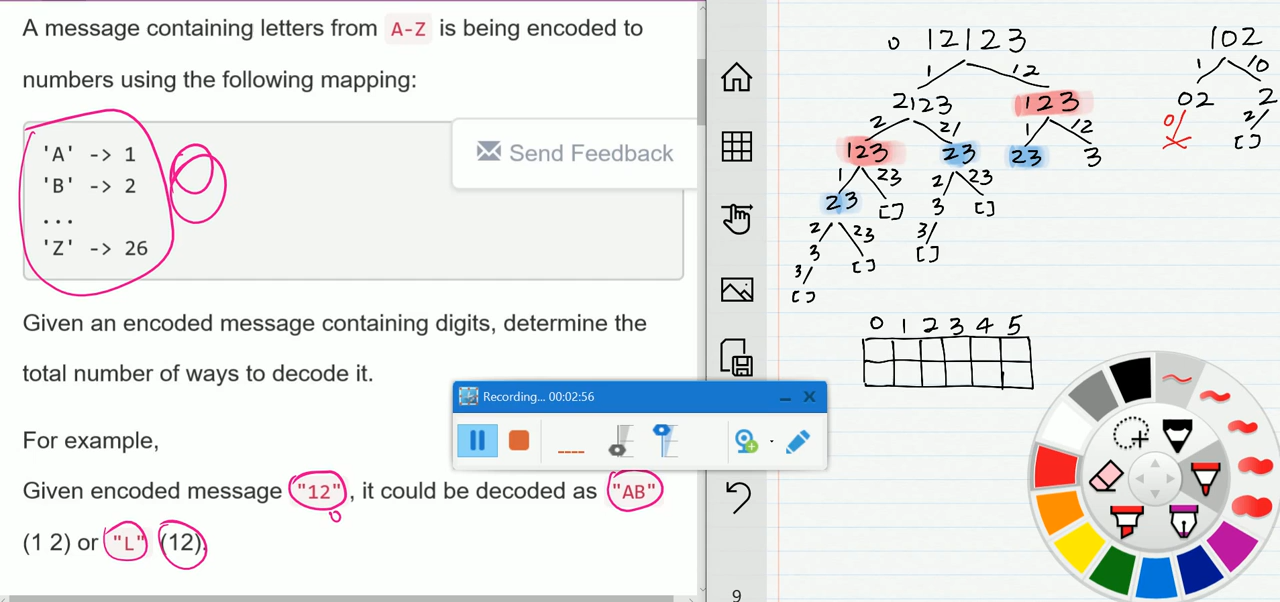 A message containing letters from A-Z is being encoded to
numbers using the following mapping:
'A' -> 1
'B' -> 2
...
'Z' -> 26
Send Feedback
Given an encoded message containing digits, determine the
total number of ways to decode it.
Recording... 00:02:56
For example,
Given encoded message "12", it could be decoded as "AB"
(1 2) or "L" (12).
0 12123
1 12
2123 123
2 21 1 12
123 23 23 3
1 23 2 23
23 [] 3 []
2 23 3
3 [] []
3
[]
102
1 10
02 2
0 2
[]
0 1 2 3 4 5
9